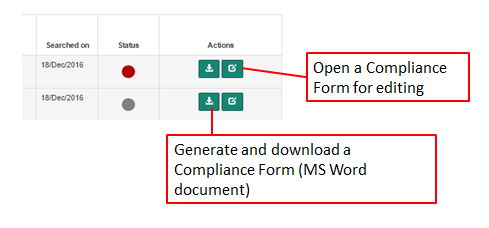 Searched on Status Actions
18/Dec/2016
18/Dec/2016
Open a Compliance
Form for editing
Generate and download a
Compliance Form (MS Word
document)